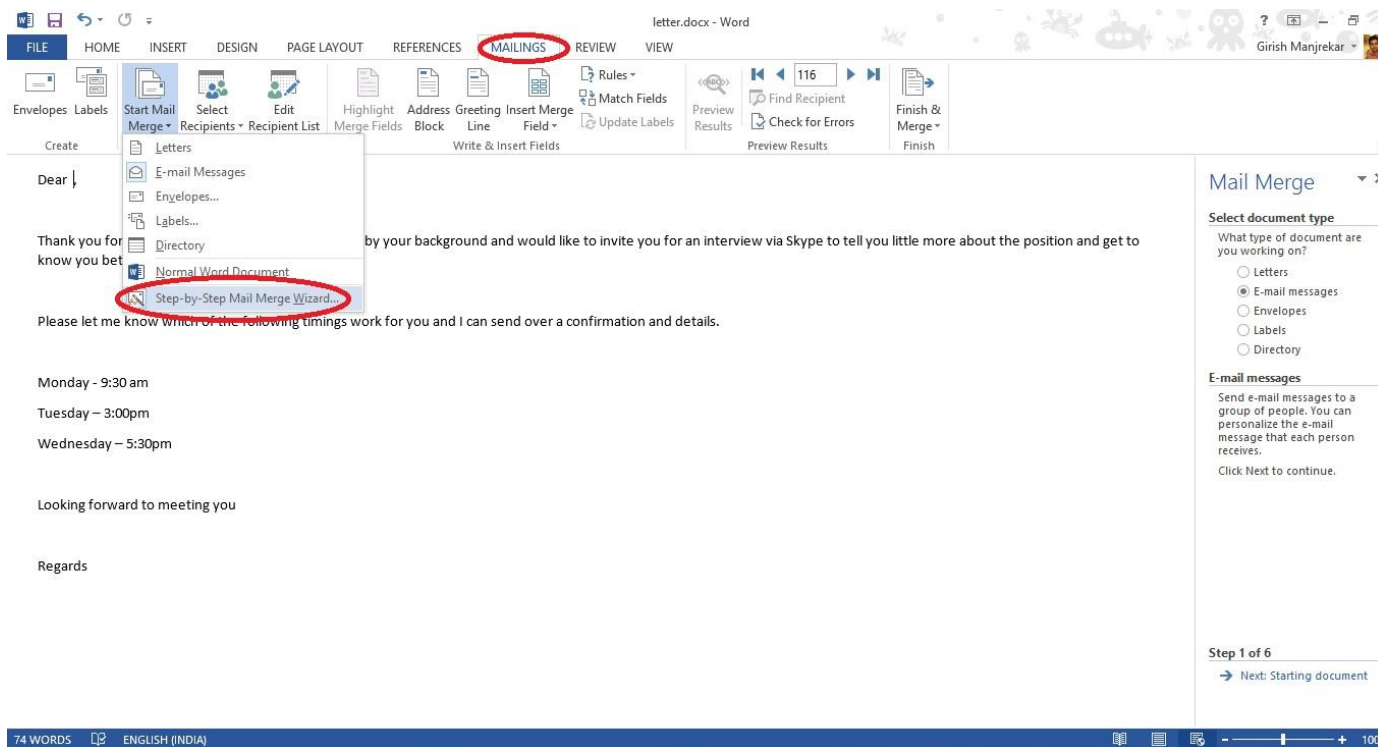 letter.docx - Word
?
Girish Manjrekar
FILE HOME INSERT DESIGN PAGE LAYOUT REFERENCES MAILINGS REVIEW VIEW
Envelopes Labels
Create
Start Mail Merge
Select Recipients
Edit Recipient List
Highlight Merge Fields
Address Block
Greeting Line
Insert Merge Field
Rules
Match Fields
Update Labels
Write & Insert Fields
ABC
Preview Results
116
Find Recipient
Check for Errors
Preview Results
Finish & Merge
Finish
Letters
E-mail Messages
Envelopes...
Labels...
Directory
Normal Word Document
Step-by-Step Mail Merge Wizard...
Dear ,
Thank you for by your background and would like to invite you for an interview via Skype to tell you little more about the position and get to
know you bet
Please let me know which of the following timings work for you and I can send over a confirmation and details.
Monday - 9:30 am
Tuesday – 3:00pm
Wednesday – 5:30pm
Looking forward to meeting you
Regards
Mail Merge
Select document type
What type of document are
you working on?
Letters
E-mail messages
Envelopes
Labels
Directory
E-mail messages
Send e-mail messages to a
group of people. You can
personalize the e-mail
message that each person
receives.
Click Next to continue.
Step 1 of 6
Next: Starting document
74 WORDS ENGLISH (INDIA) 100